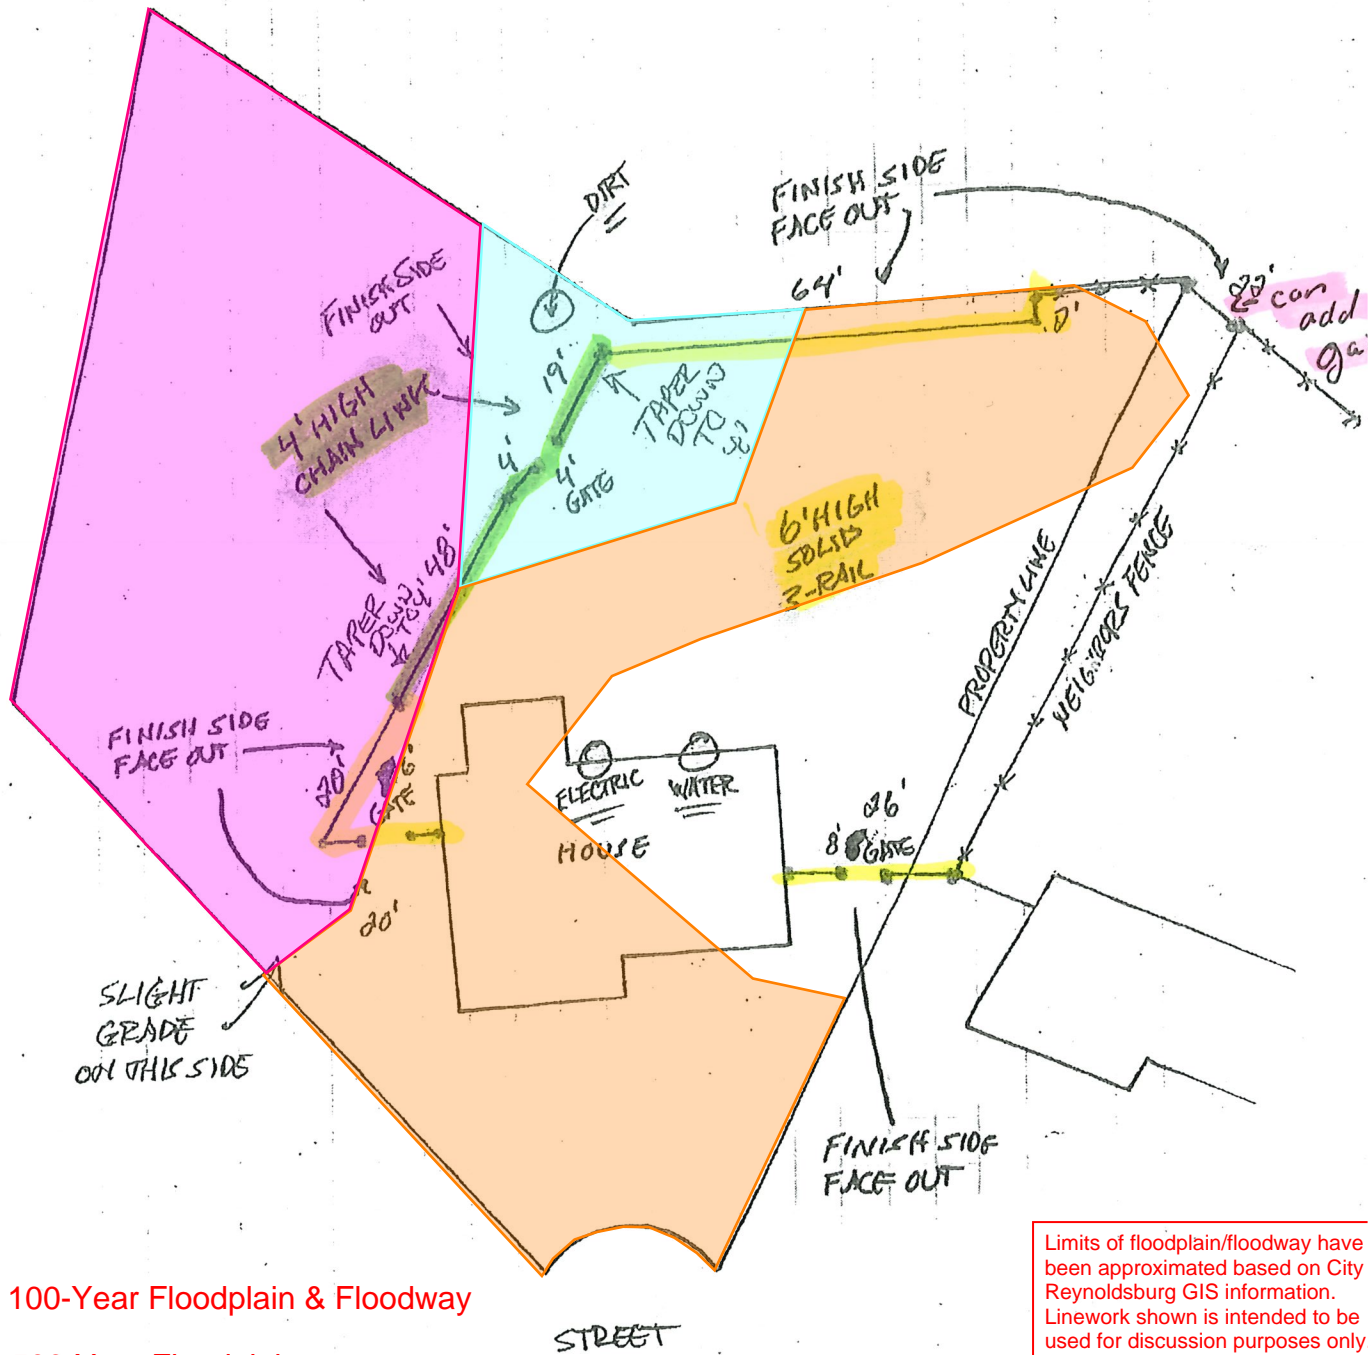 DIRT
FINISH SIDE
FACE OUT
64'
FINISH SIDE
OUT
22'
can
add
ga
19'
4' HIGH
CHAIN LINK
TAPER
DOWN
TO
4'
4'
GATE
6' HIGH
SOLID
3-RAIL
48'
TAPER
DOWN
TO 4'
PROPERTY LINE
NEIGHBORS FENCE
FINISH SIDE
FACE OUT
20'
6'
GATE
ELECTRIC
WATER
HOUSE
8'
26'
GATE
20'
SLIGHT
GRADE
ON THIS SIDE
FINISH SIDE
FACE OUT
STREET
100-Year Floodplain & Floodway
Limits of floodplain/floodway have
been approximated based on City
Reynoldsburg GIS information.
Linework shown is intended to be
used for discussion purposes only